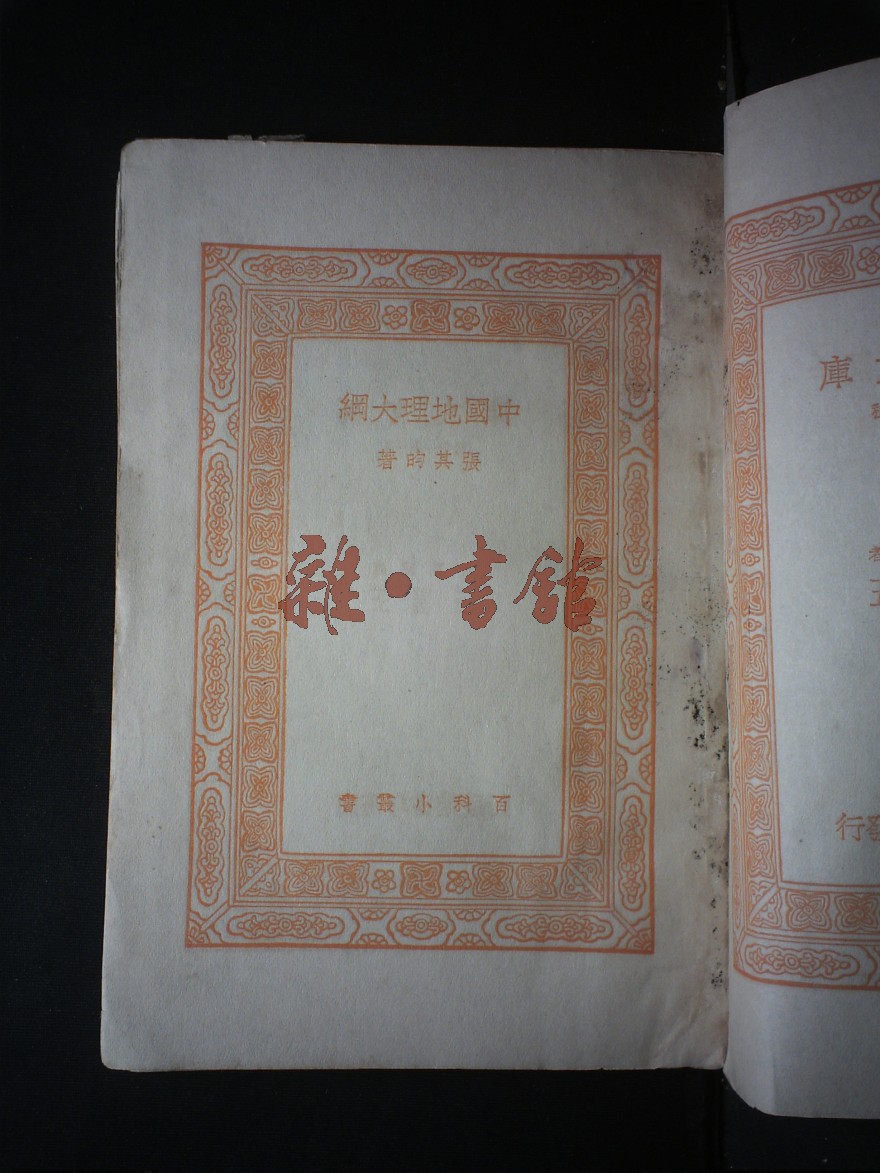 中國地理大綱
張其昀著
雜•書館
百科小叢書
庫
發行